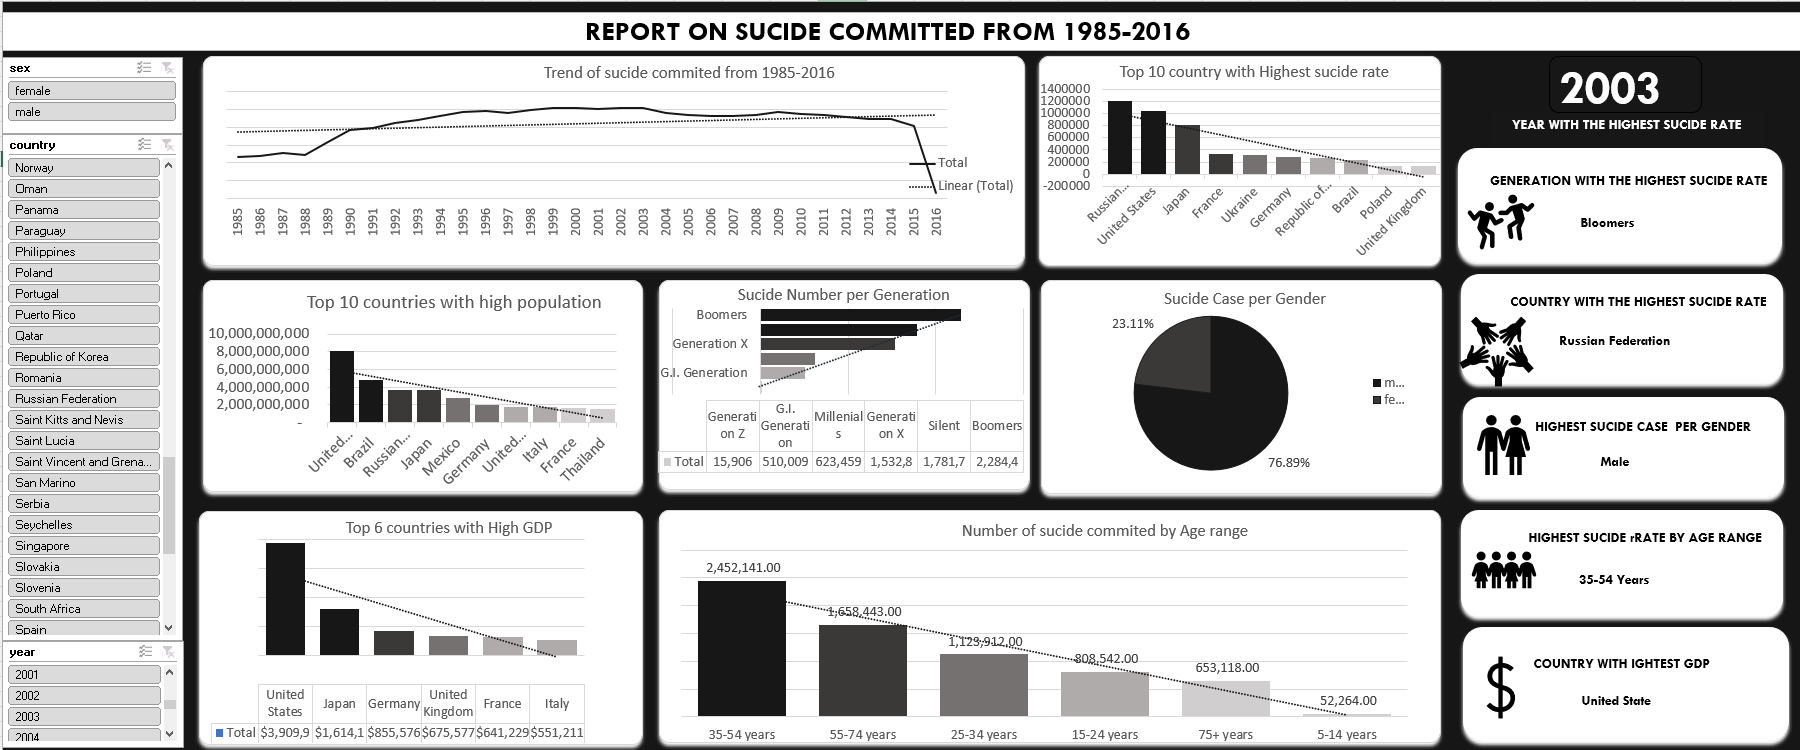 REPORT ON SUCIDE COMMITTED FROM 1985-2016
sex
female
male
country
Norway
Oman
Panama
Paraguay
Philippines
Poland
Portugal
Puerto Rico
Qatar
Republic of Korea
Romania
Russian Federation
Saint Kitts and Nevis
Saint Lucia
Saint Vincent and Grena...
San Marino
Serbia
Seychelles
Singapore
Slovakia
Slovenia
South Africa
Spain
year
2001
2002
2003
2004
Trend of sucide commited from 1985-2016
Total
Linear (Total)
1985 1986 1987 1988 1989 1990 1991 1992 1993 1994 1995 1996 1997 1998 1999 2000 2001 2002 2003 2004 2005 2006 2007 2008 2009 2010 2011 2012 2013 2014 2015 2016
Top 10 country with Highest sucide rate
1400000
1200000
1000000
800000
600000
400000
200000
0
-200000
Russian...
United States
Japan
France
Ukraine
Germany
Republic of...
Brazil
Poland
United Kingdom
Top 10 countries with high population
10,000,000,000
8,000,000,000
6,000,000,000
4,000,000,000
2,000,000,000
-
United...
Brazil
Russian...
Japan
Mexico
Germany
United...
Italy
France
Thailand
Sucide Number per Generation
Boomers
Generation X
G.I. Generation
Generati G.I. Millenial Generati Silent Boomers
on Z Generati s on X
on
Total 15,906 510,009 623,459 1,532,8 1,781,7 2,284,4
Sucide Case per Gender
23.11%
76.89%
m...
fe...
Top 6 countries with High GDP
United Japan Germany United France Italy
States Kingdom
Total $3,909,9 $1,614,1 $855,576 $675,577 $641,229 $551,211
Number of sucide commited by Age range
2,452,141.00
1,658,443.00
1,123,912.00
808,542.00
653,118.00
52,264.00
35-54 years 55-74 years 25-34 years 15-24 years 75+ years 5-14 years
2003
YEAR WITH THE HIGHEST SUCIDE RATE
GENERATION WITH THE HIGHEST SUCIDE RATE
Bloomers
COUNTRY WITH THE HIGHEST SUCIDE RATE
Russian Federation
HIGHEST SUCIDE CASE PER GENDER
Male
HIGHEST SUCIDE rRATE BY AGE RANGE
35-54 Years
COUNTRY WITH IGHTEST GDP
United State